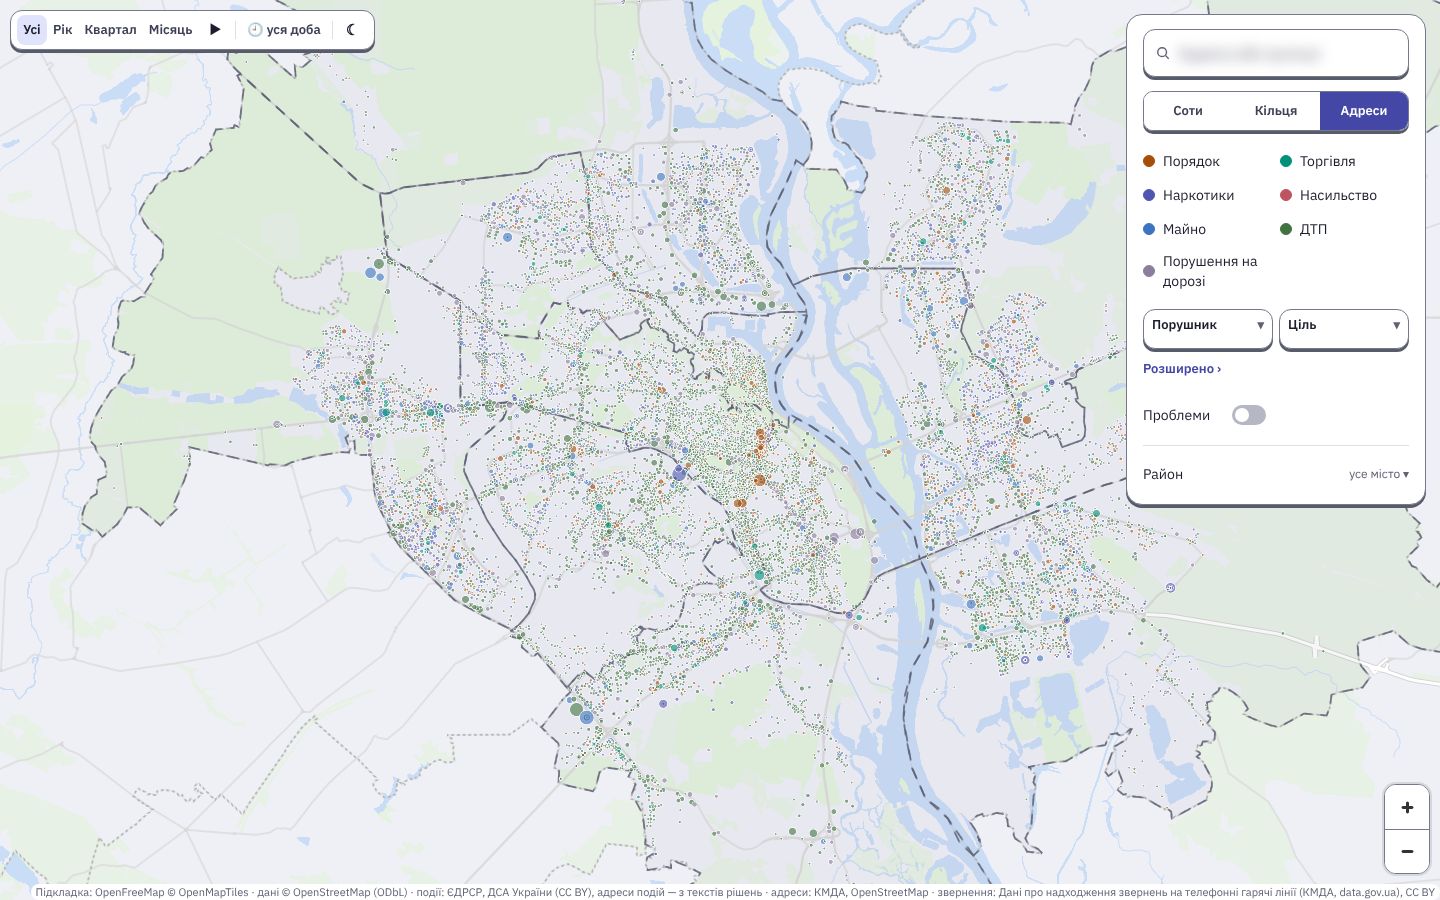 Усі Рік Квартал Місяць уся доба
Соти Кільця Адреси
Порядок Торгівля
Наркотики Насильство
Майно ДТП
Порушення на
дорозі
Порушник Ціль
Розширено ›
Проблеми
Район усе місто
Підкладка: OpenFreeMap © OpenMapTiles · дані © OpenStreetMap (ODbL) · події: ЄДРСР, ДСА України (CC BY), адреси подій — з текстів рішень · адреси: КМДА, OpenStreetMap · звернення: Дані про надходження звернень на телефонні гарячі лінії (КМДА, data.gov.ua), CC BY